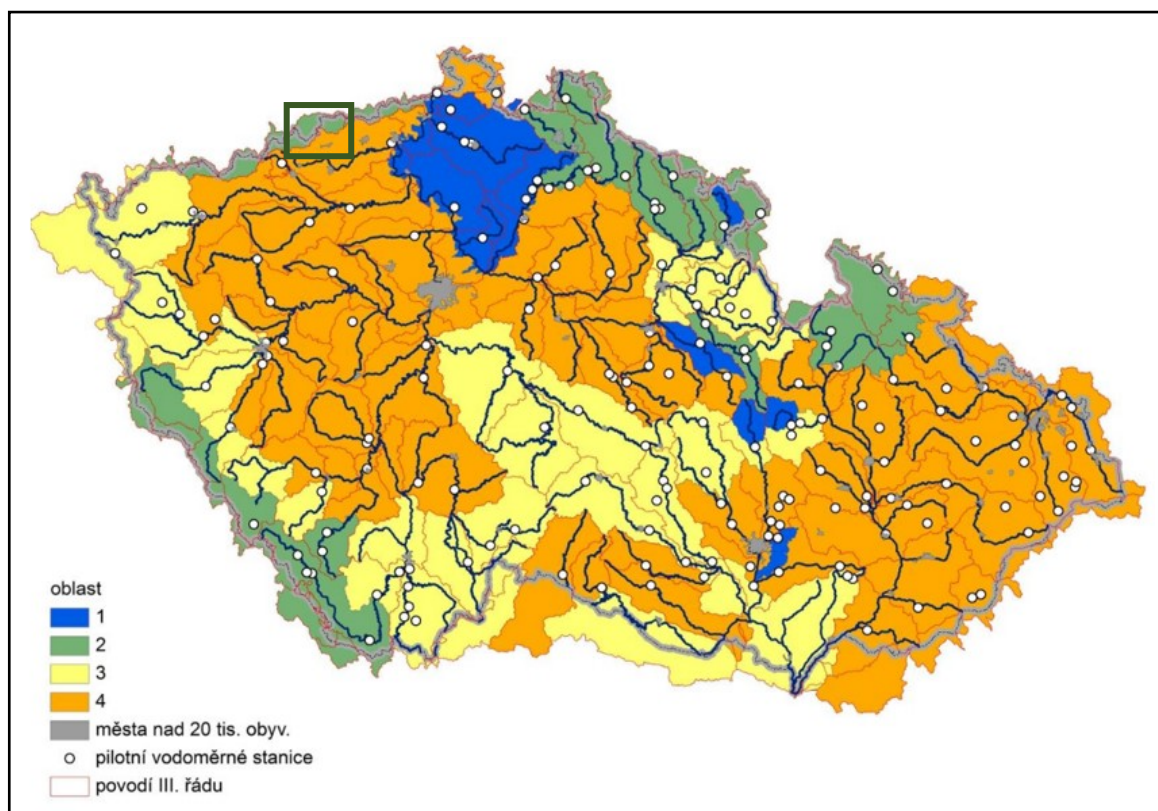 oblast
1
2
3
4
města nad 20 tis. obyv.
pilotní vodoměrné stanice
povodí III. řádu